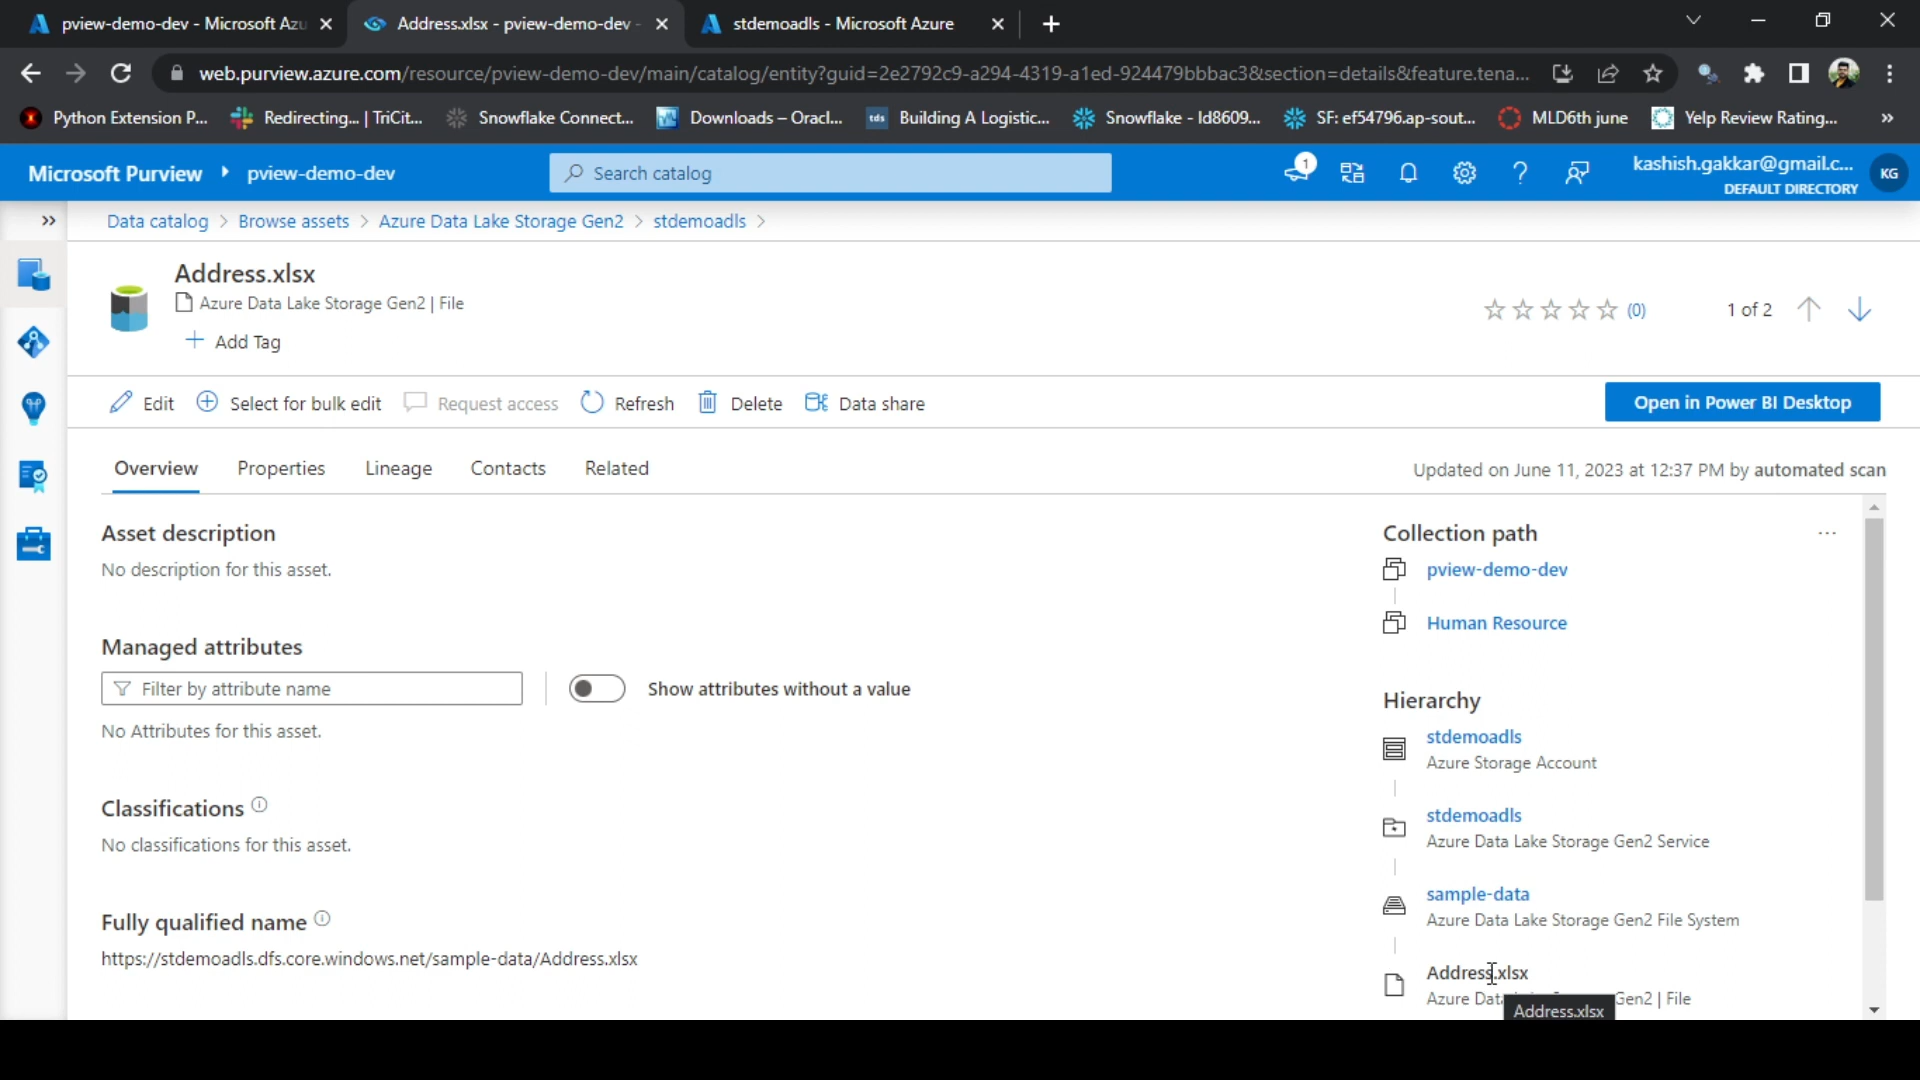 pview-demo-dev - Microsoft Azu
Address.xlsx - pview-demo-dev -
stdemoadls - Microsoft Azure
web.purview.azure.com/resource/pview-demo-dev/main/catalog/entity?guid=2e2792c9-a294-4319-a1ed-924479bbbac3&section=details&feature.tena...
Python Extension P...
Redirecting... | TriCit...
Snowflake Connect...
Downloads – Oracl...
tds
Building A Logistic...
Snowflake - ld8609...
SF: ef54796.ap-sout...
MLD6th june
Yelp Review Rating...
»
Microsoft Purview
pview-demo-dev
Search catalog
1
kashish.gakkar@gmail.c...
DEFAULT DIRECTORY
KG
Data catalog > Browse assets > Azure Data Lake Storage Gen2 > stdemoadls >
Address.xlsx
Azure Data Lake Storage Gen2 | File
Add Tag
(0)
1 of 2
Edit
Select for bulk edit
Request access
Refresh
Delete
Data share
Open in Power BI Desktop
Overview
Properties
Lineage
Contacts
Related
Updated on June 11, 2023 at 12:37 PM by automated scan
Asset description
No description for this asset.
Managed attributes
Filter by attribute name
Show attributes without a value
No Attributes for this asset.
Classifications
No classifications for this asset.
Fully qualified name
https://stdemoadls.dfs.core.windows.net/sample-data/Address.xlsx
Collection path
...
pview-demo-dev
Human Resource
Hierarchy
stdemoadls
Azure Storage Account
stdemoadls
Azure Data Lake Storage Gen2 Service
sample-data
Azure Data Lake Storage Gen2 File System
Address.xlsx
Azure Dat Gen2 | File
Address.xlsx